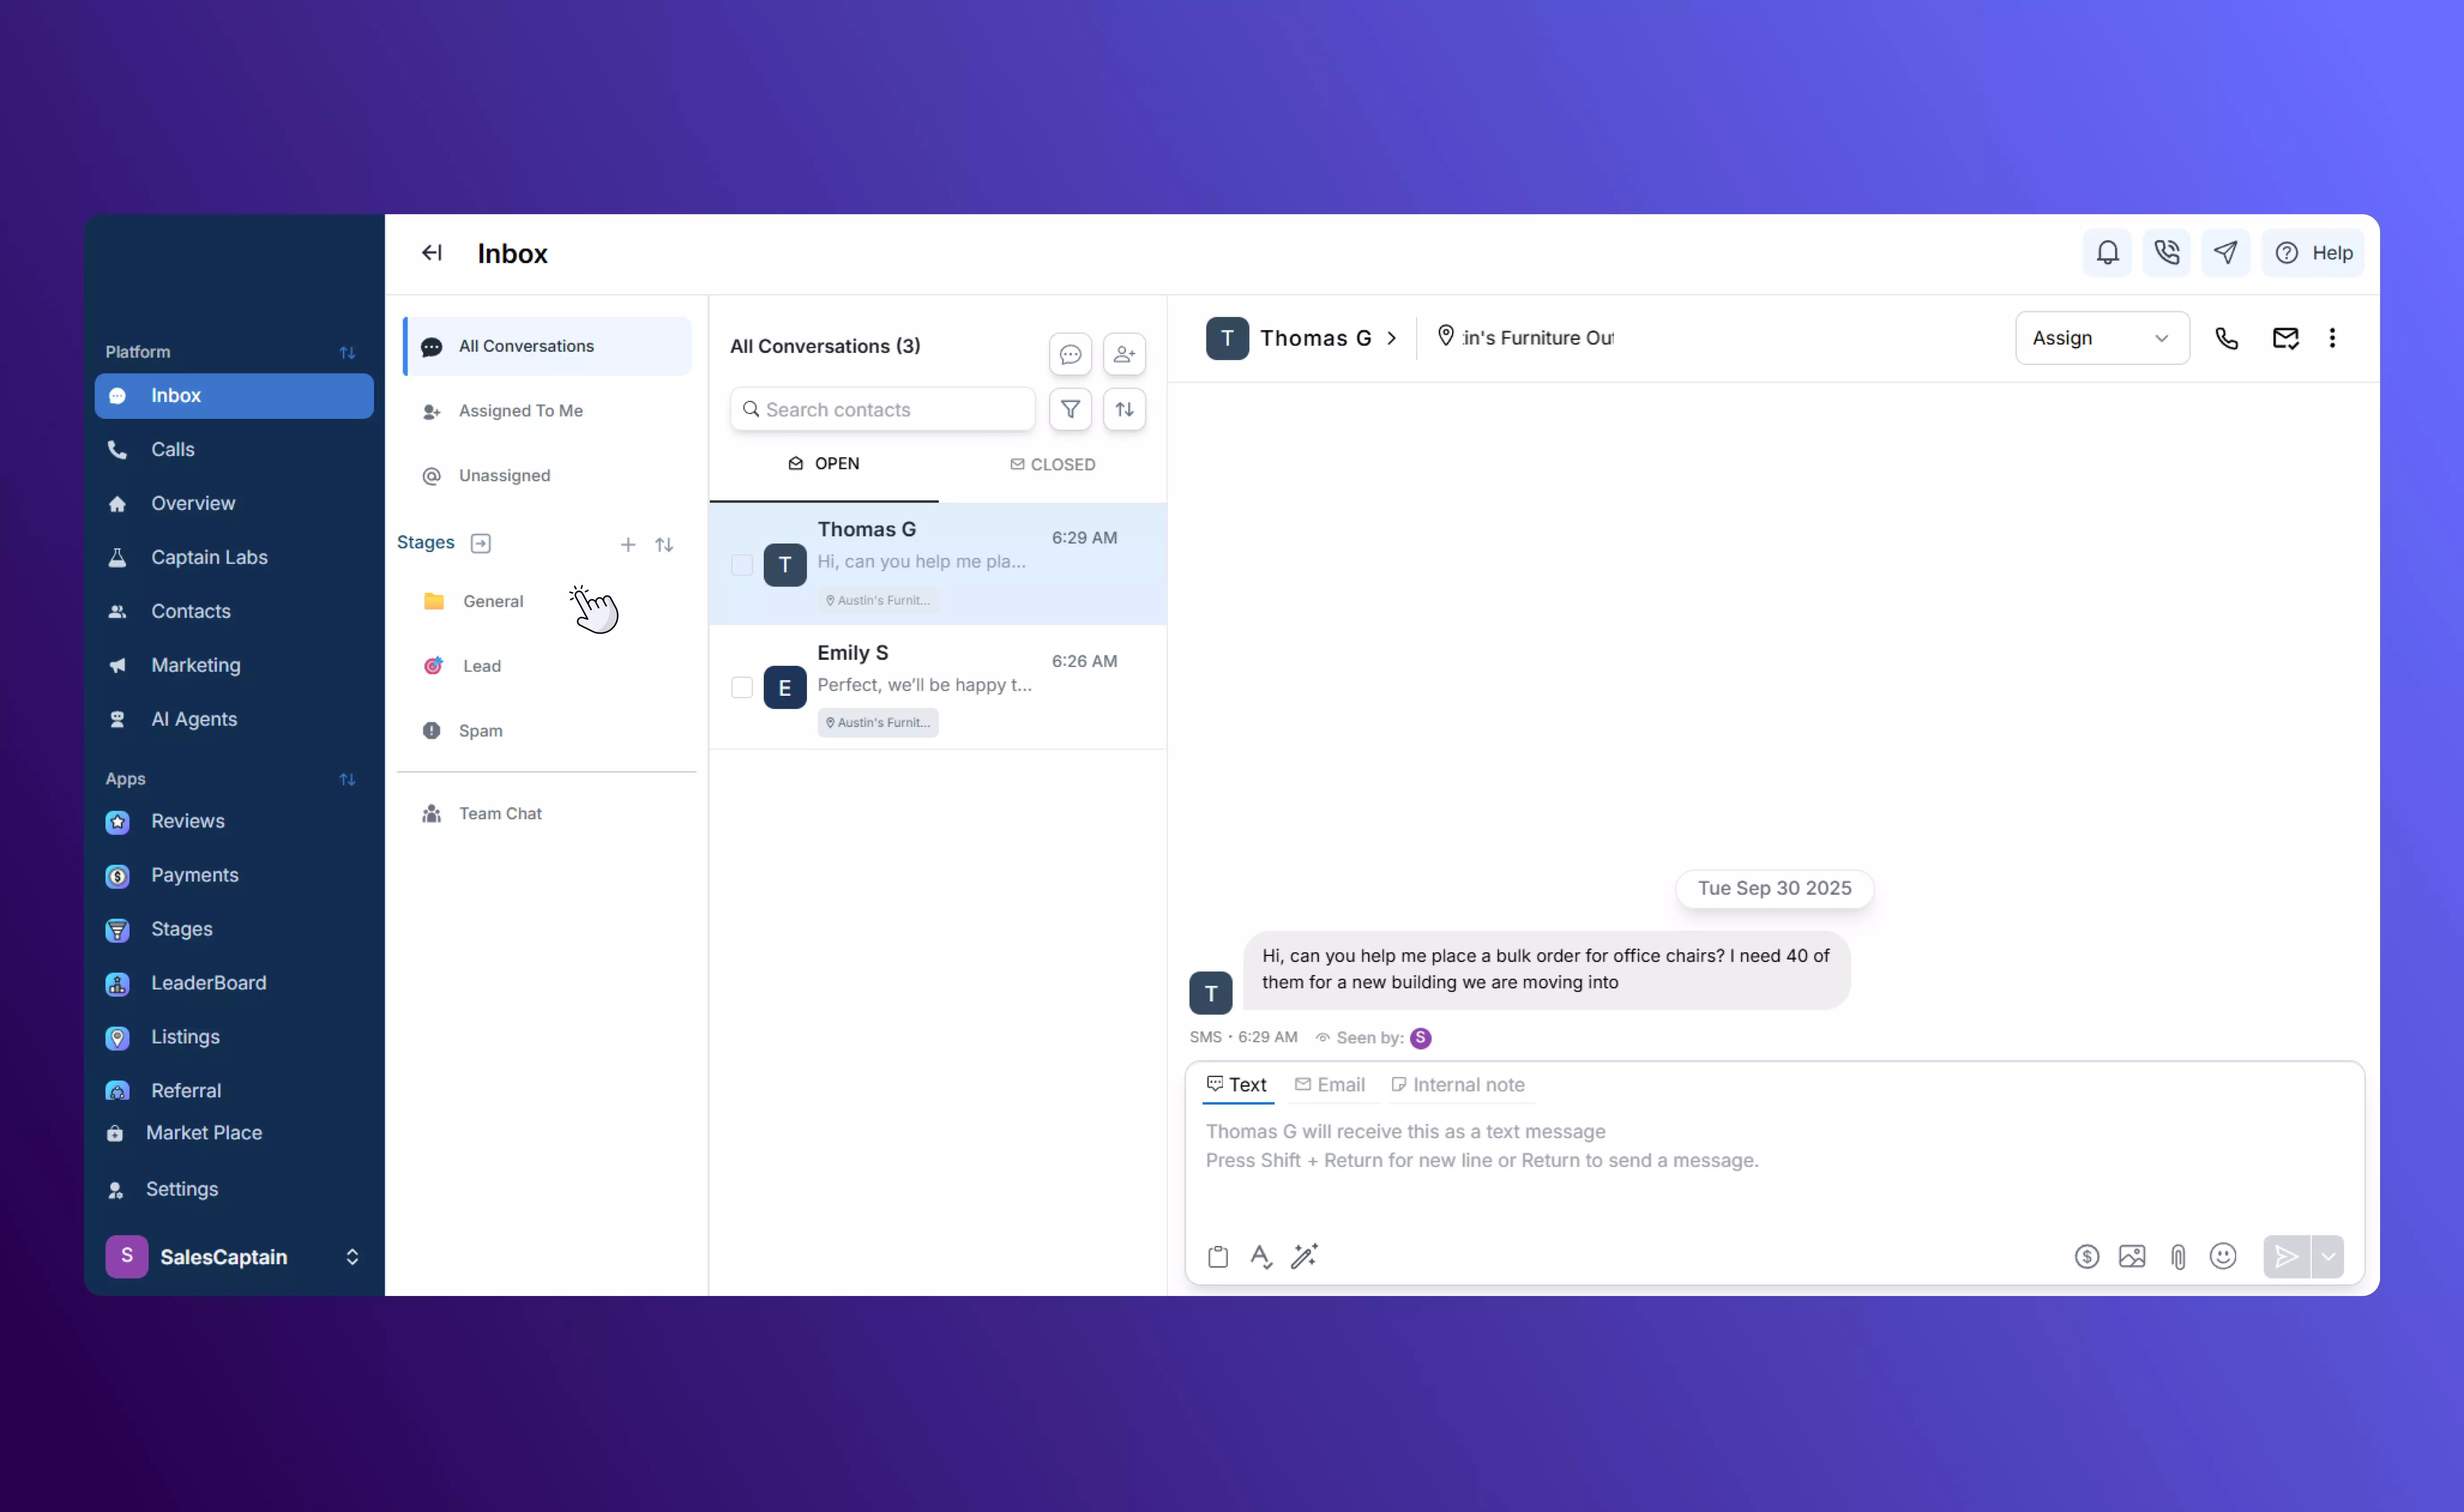 Platform
Inbox
Calls
Overview
Captain Labs
Contacts
Marketing
AI Agents
Apps
Reviews
Payments
Stages
LeaderBoard
Listings
Referral
Market Place
Settings
S
SalesCaptain
Inbox
Help
All Conversations
Assigned To Me
Unassigned
Stages
General
Lead
Spam
Team Chat
All Conversations (3)
Search contacts
OPEN
CLOSED
Thomas G
6:29 AM
T
Hi, can you help me pla...
Austin's Furnit...
Emily S
6:26 AM
E
Perfect, we'll be happy t...
Austin's Furnit...
T
Thomas G
tin's Furniture Out
Assign
Tue Sep 30 2025
Hi, can you help me place a bulk order for office chairs? I need 40 of
them for a new building we are moving into
T
SMS • 6:29 AM
Seen by: S
Text
Email
Internal note
Thomas G will receive this as a text message
Press Shift + Return for new line or Return to send a message.